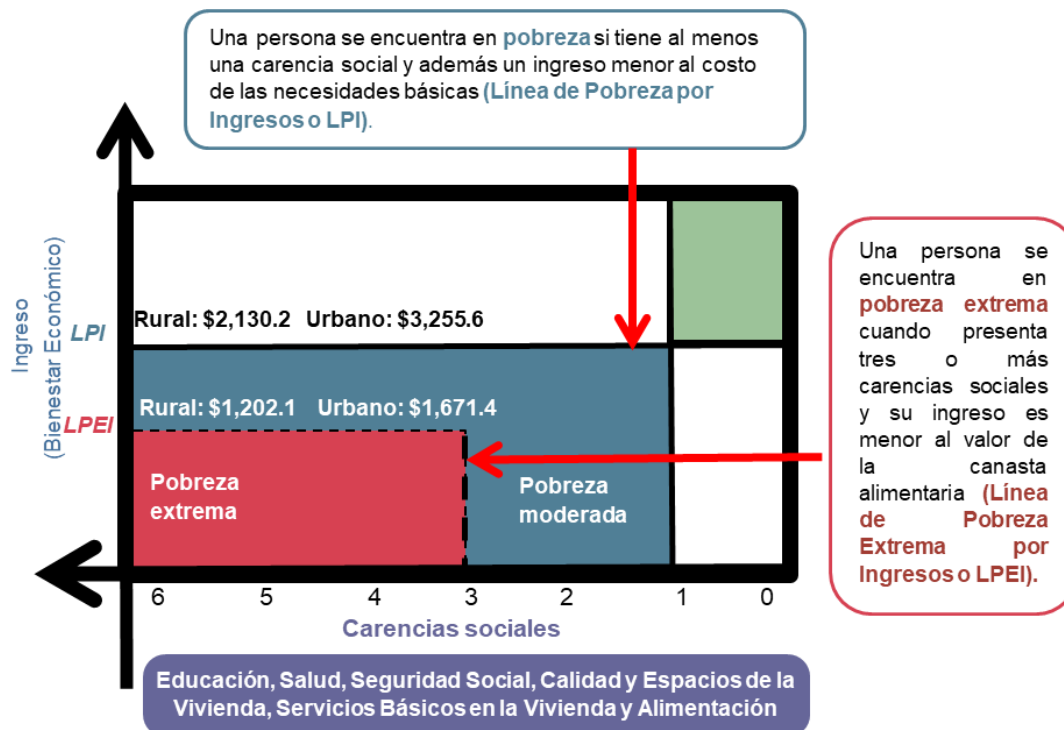 Una persona se encuentra en pobreza si tiene al menos
una carencia social y además un ingreso menor al costo
de las necesidades básicas (Línea de Pobreza por
Ingresos o LPI).
Ingreso
(Bienestar Económico)
LPI
Rural: $2,130.2 Urbano: $3,255.6
LPEI
Rural: $1,202.1 Urbano: $1,671.4
Pobreza
extrema
Pobreza
moderada
Una persona se
encuentra en
pobreza extrema
cuando presenta
tres o más
carencias sociales
y su ingreso es
menor al valor de
la canasta
alimentaria (Línea
de Pobreza
Extrema por
Ingresos o LPEI).
6 5 4 3 2 1 0
Carencias sociales
Educación, Salud, Seguridad Social, Calidad y Espacios de la
Vivienda, Servicios Básicos en la Vivienda y Alimentación